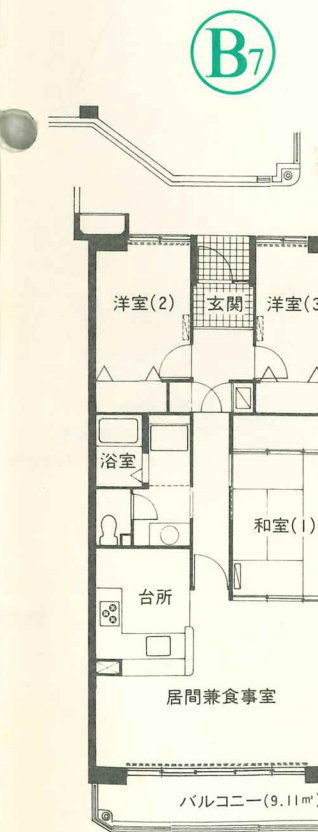 B7
洋室(2)
玄関
洋室(3
浴室
和室(1)
台所
居間兼食事室
バルコニー(9.11㎡)